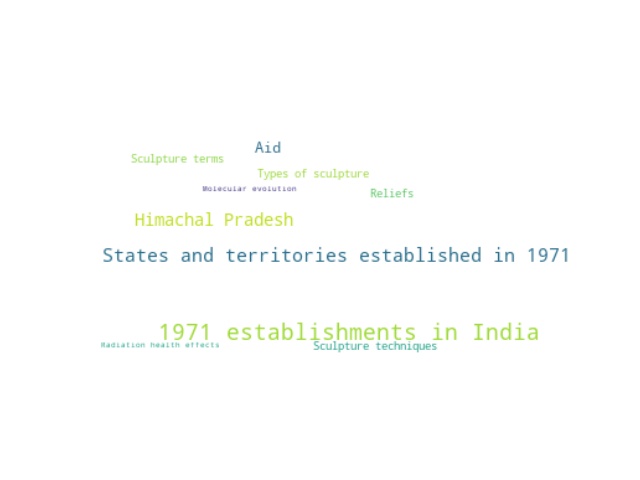 Aid
Sculpture terms
Types of sculpture
Molecular evolution
Reliefs
Himachal Pradesh
States and territories established in 1971
1971 establishments in India
Radiation health effects
Sculpture techniques